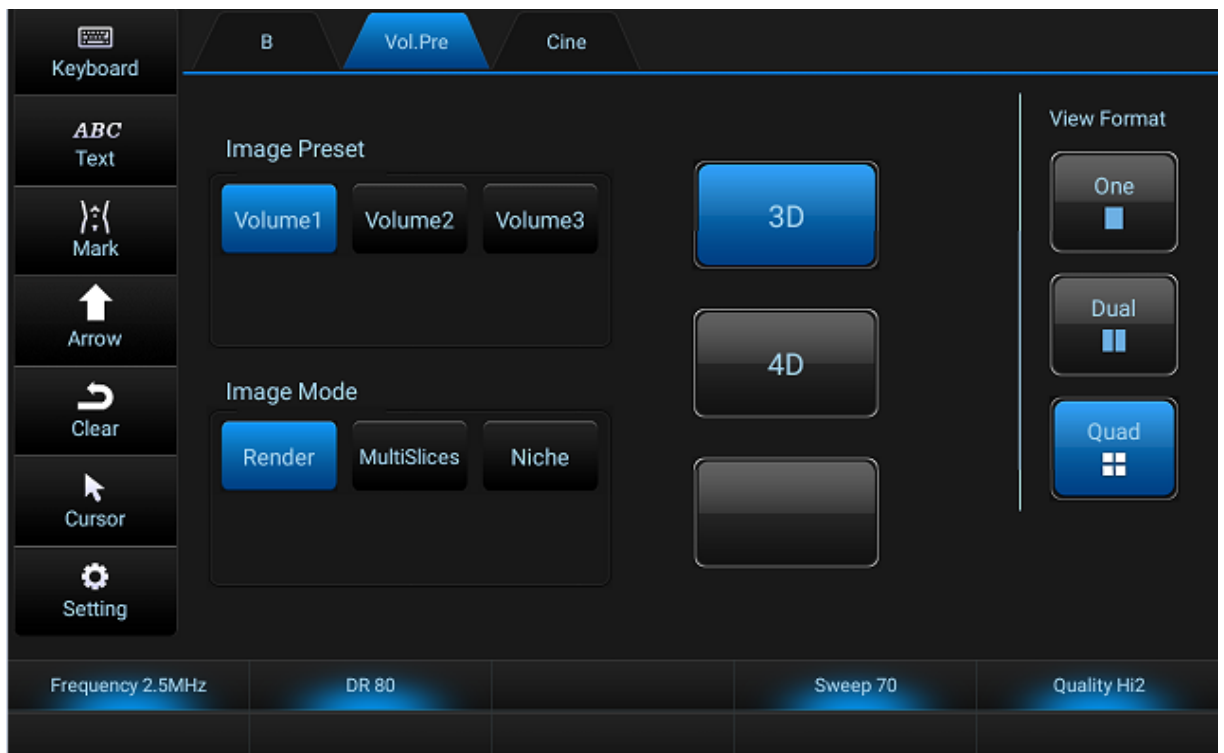 Keyboard
B
Vol.Pre
Cine
ABC
Text
Mark
Arrow
Clear
Cursor
Setting
Image Preset
Volume1
Volume2
Volume3
Image Mode
Render
MultiSlices
Niche
3D
4D
View Format
One
Dual
Quad
Frequency 2.5MHz
DR 80
Sweep 70
Quality Hi2